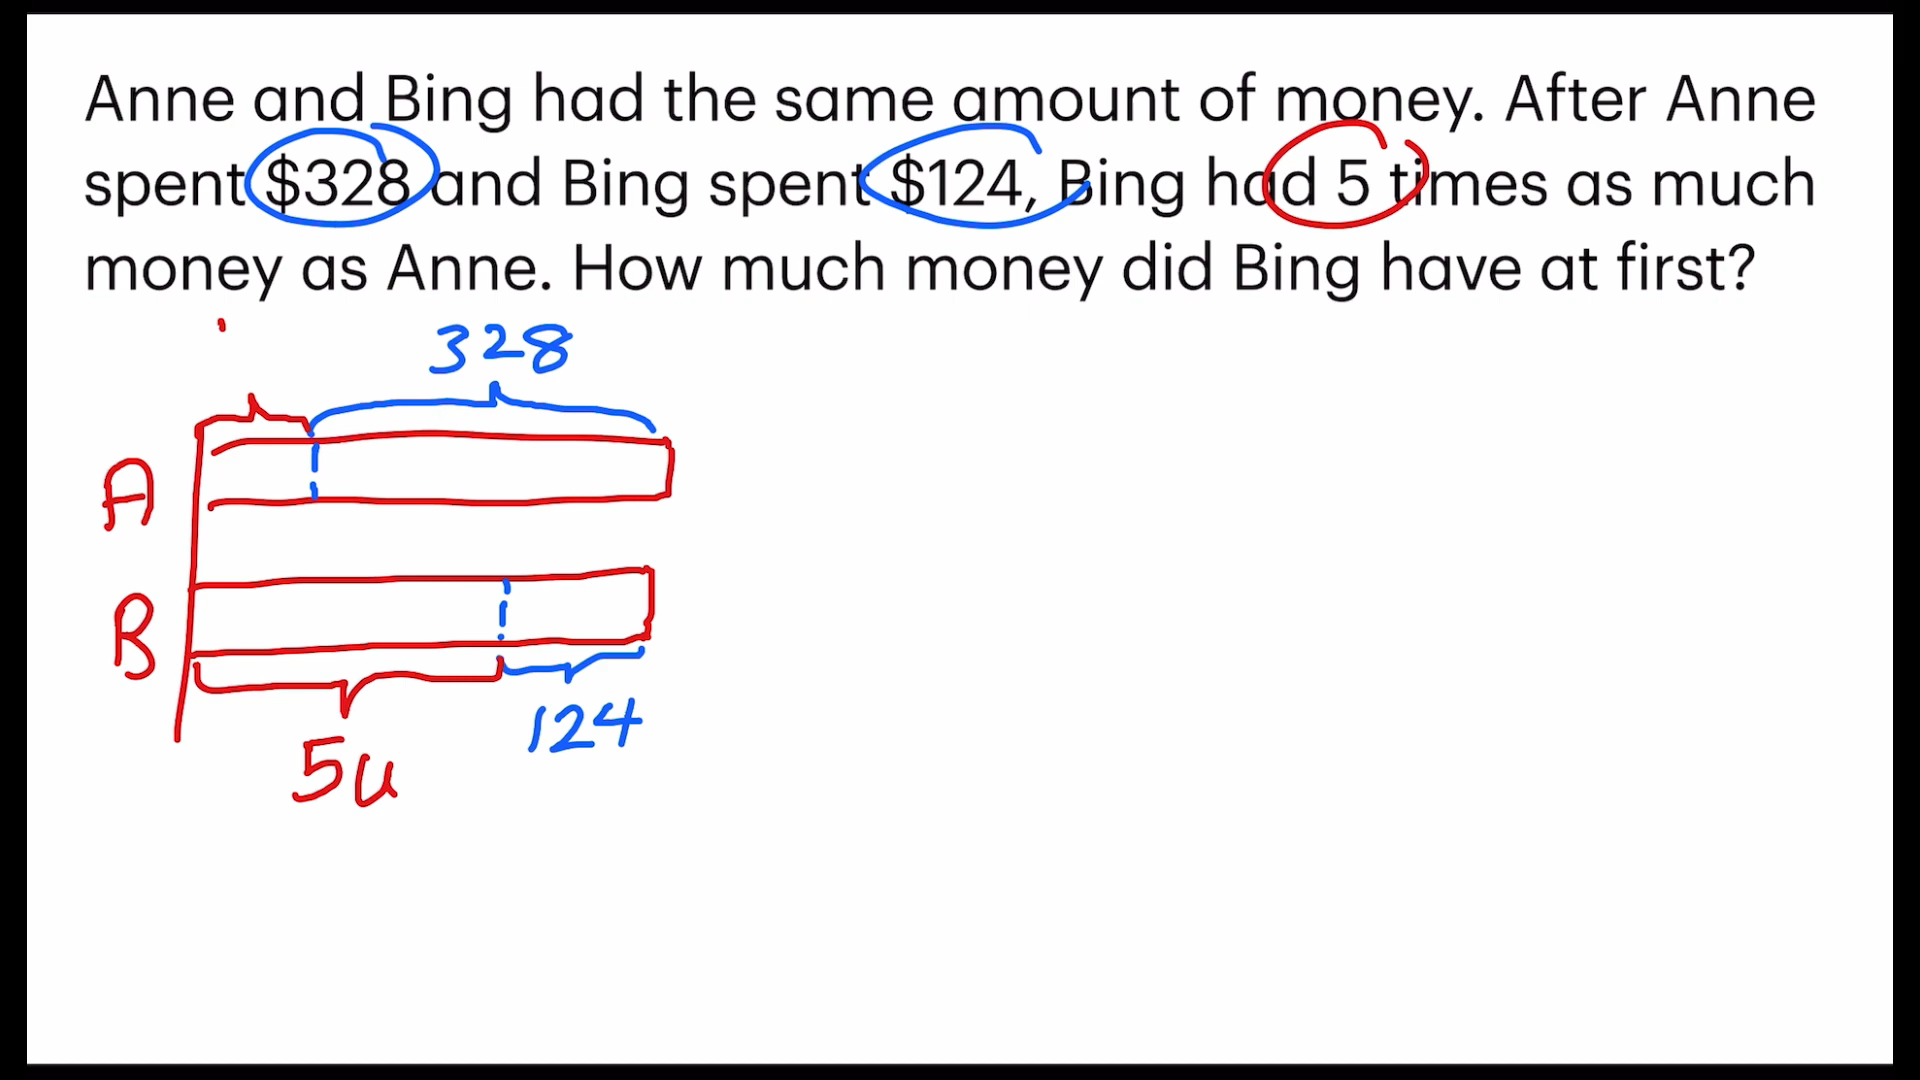 Anne and Bing had the same amount of money. After Anne
spent $328 and Bing spent $124, Bing had 5 times as much
money as Anne. How much money did Bing have at first?
328
A
B
124
5u